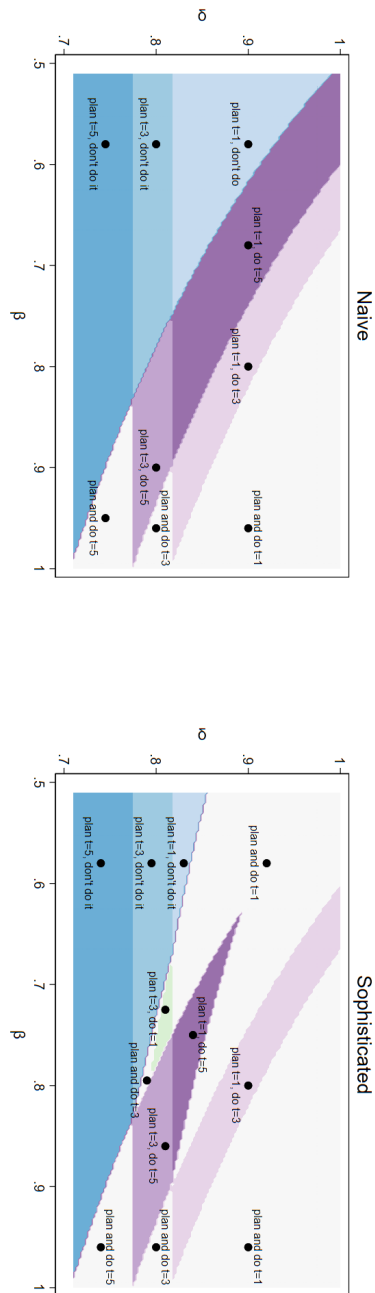 Naive
δ
1
.9
.8
.7
plan t=1, don't do
plan t=1, do t=5
plan t=1, do t=3
plan and do t=1
plan t=3, don't do it
plan t=3, do t=5
plan and do t=3
plan t=5, don't do it
plan and do t=5
.5
.6
.7
.8
.9
1
β
Sophisticated
δ
1
.9
.8
.7
plan and do t=1
plan t=1, do t=3
plan and do t=1
plan t=1, don't do it
plan t=1, do t=5
plan t=3, don't do it
plan t=3, do t=1
plan and do t=3
plan t=3, do t=5
plan and do t=3
plan t=5, don't do it
plan and do t=5
.5
.6
.7
.8
.9
1
β